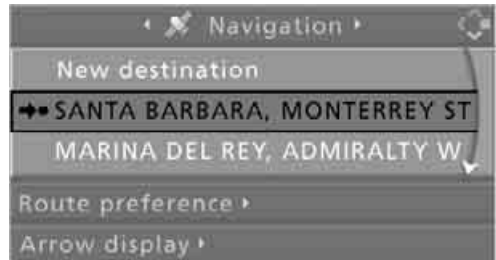 Navigation
New destination
SANTA BARBARA, MONTERREY ST
MARINA DEL REY, ADMIRALTY W
Route preference
Arrow display